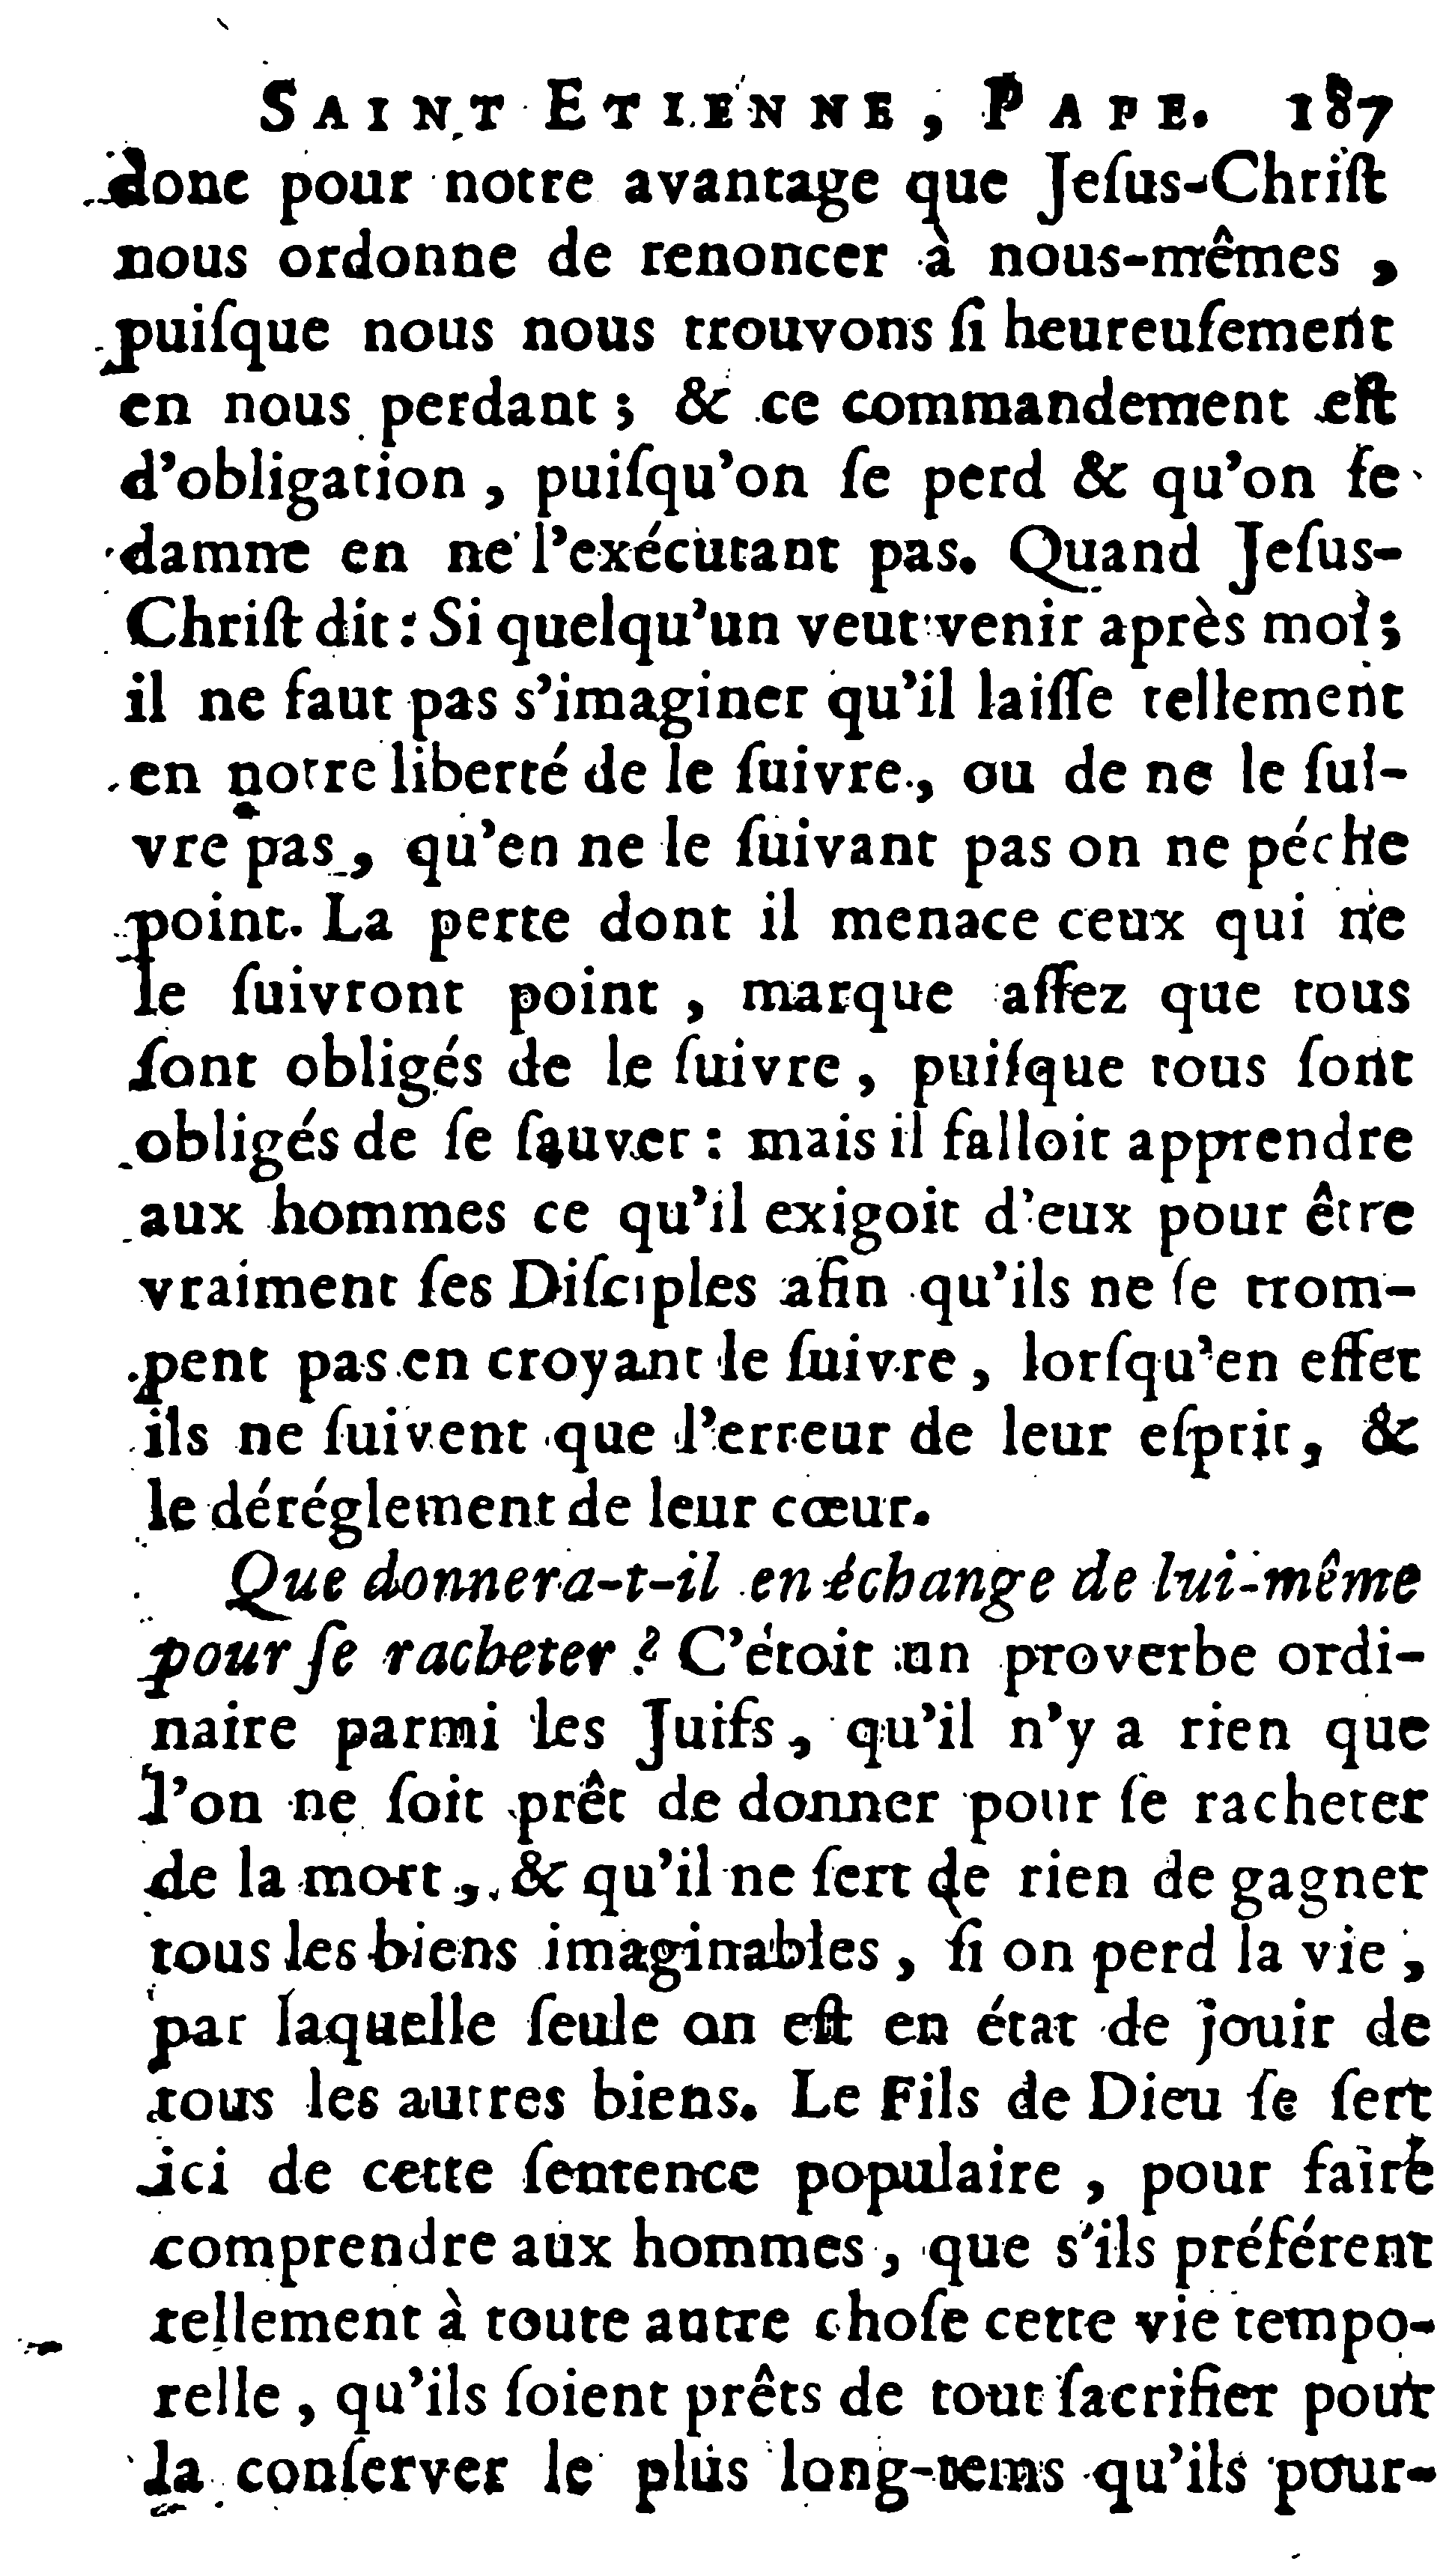 SAINT ETIENNE, PAPE. 187
donc pour notre avantage que Jeſus-Chriſt
nous ordonne de renoncer à nous-mêmes,
puiſque nous nous trouvons ſi heureuſement
en nous perdant; & ce commandement eſt
d'obligation, puiſqu'on ſe perd & qu'on ſe
damne en ne l'exécutant pas. Quand Jeſus-
Chriſt dit: Si quelqu'un veut venir après moi;
il ne faut pas s'imaginer qu'il laiſſe tellement
en notre liberté de le ſuivre, ou de ne le ſui-
vre pas, qu'en ne le ſuivant pas on ne péche
point. La perte dont il menace ceux qui ne
le ſuivront point, marque aſſez que tous
ſont obligés de le ſuivre, puiſque tous ſont
obligés de ſe ſauver: mais il falloit apprendre
aux hommes ce qu'il exigoit d'eux pour être
vraiment ſes Diſciples afin qu'ils ne ſe trom-
pent pas en croyant le ſuivre, lorſqu'en effet
ils ne ſuivent que l'erreur de leur eſprit, &
le déréglement de leur cœur.
Que donnera-t-il en échange de lui-même
pour ſe racheter? C'étoit un proverbe ordi-
naire parmi les Juifs, qu'il n'y a rien que
l'on ne ſoit prêt de donner pour ſe racheter
de la mort, & qu'il ne ſert de rien de gagner
tous les biens imaginables, ſi on perd la vie,
par laquelle ſeule on eſt en état de jouir de
tous les autres biens. Le Fils de Dieu ſe ſert
ici de cette ſentence populaire, pour faire
comprendre aux hommes, que s'ils préférent
tellement à toute autre choſe cette vie tempo-
relle, qu'ils ſoient prêts de tout ſacrifier pour
la conſerver le plus long-tems qu'ils pour-